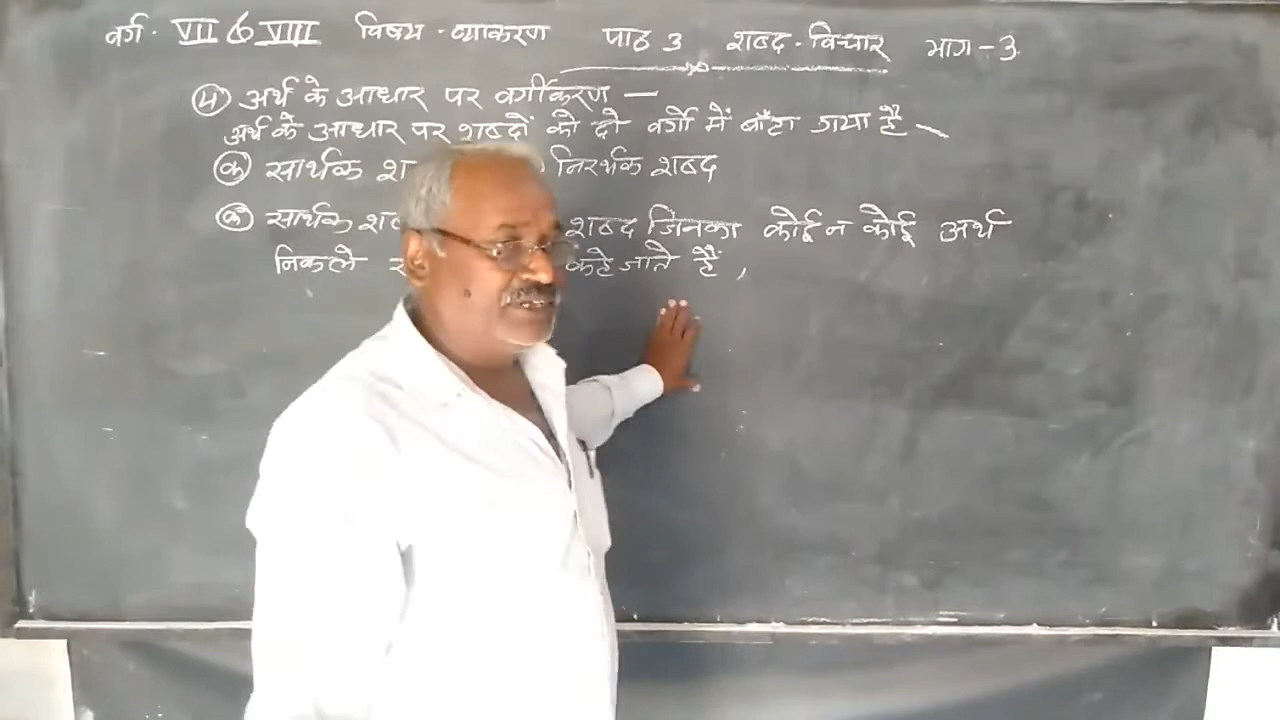 वर्ग. VII & VIII विषय - व्याकरण पाठ 3 शब्द - विचार भाग - 3
(4) अर्थ के आधार पर वर्गीकरण —
अर्थ के आधार पर शब्दों को दो वर्गों में बाँटा गया है -
(क) सार्थक श निरर्थक शब्द
(क) सार्थक शब शब्द जिनका कोई न कोई अर्थ
निकले कहे जाते हैं,